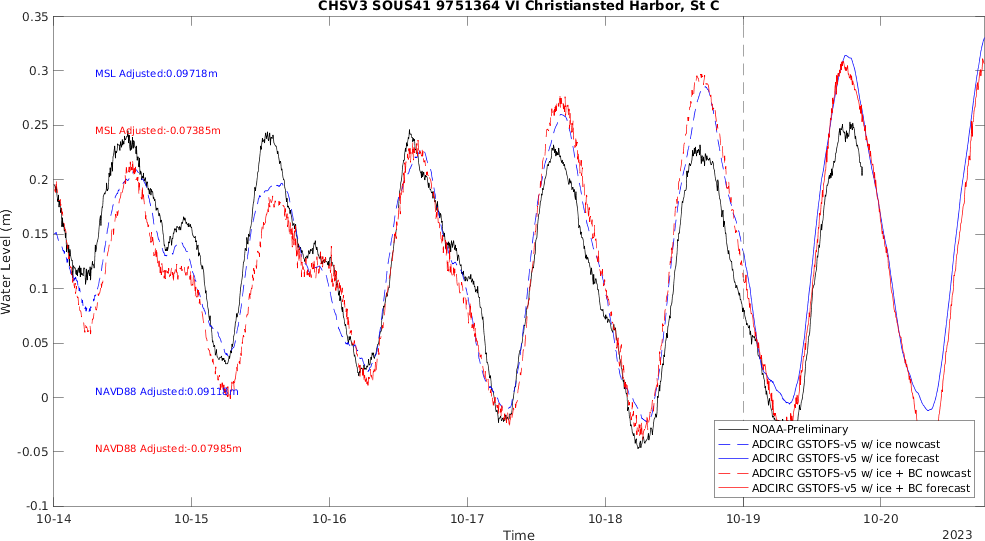 CHSV3 SOUS41 9751364 VI Christiansted Harbor, St C
0.35
0.3
0.25
0.2
0.15
0.1
0.05
0
-0.05
-0.1
Water Level (m)
MSL Adjusted:0.09718m
MSL Adjusted:-0.07385m
NAVD88 Adjusted:0.09118m
NAVD88 Adjusted:-0.07985m
NOAA-Preliminary
ADCIRC GSTOFS-v5 w/ ice nowcast
ADCIRC GSTOFS-v5 w/ ice forecast
ADCIRC GSTOFS-v5 w/ ice + BC nowcast
ADCIRC GSTOFS-v5 w/ ice + BC forecast
10-14
10-15
10-16
10-17
10-18
10-19
10-20
Time
2023